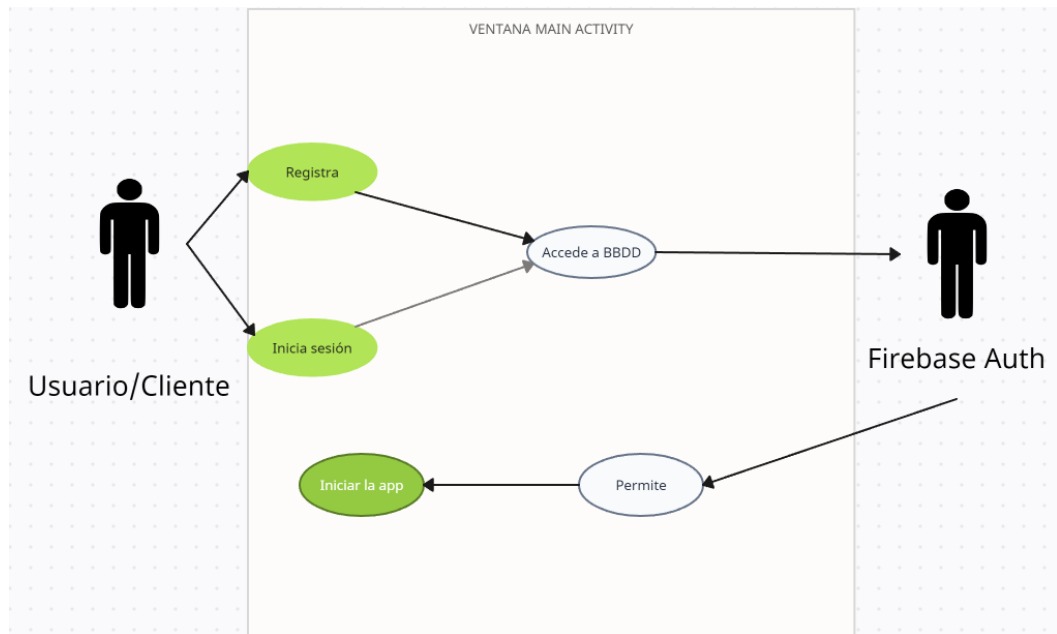 VENTANA MAIN ACTIVITY
Registra
Accede a BBDD
Inicia sesión
Usuario/Cliente
Firebase Auth
Iniciar la app
Permite